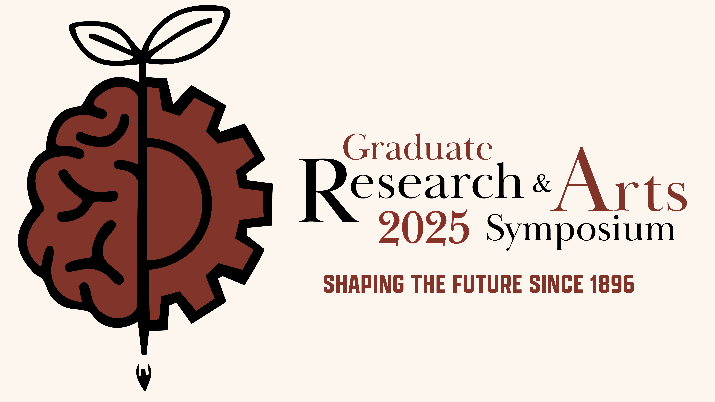 Graduate
Research & Arts
2025 Symposium
SHAPING THE FUTURE SINCE 1896